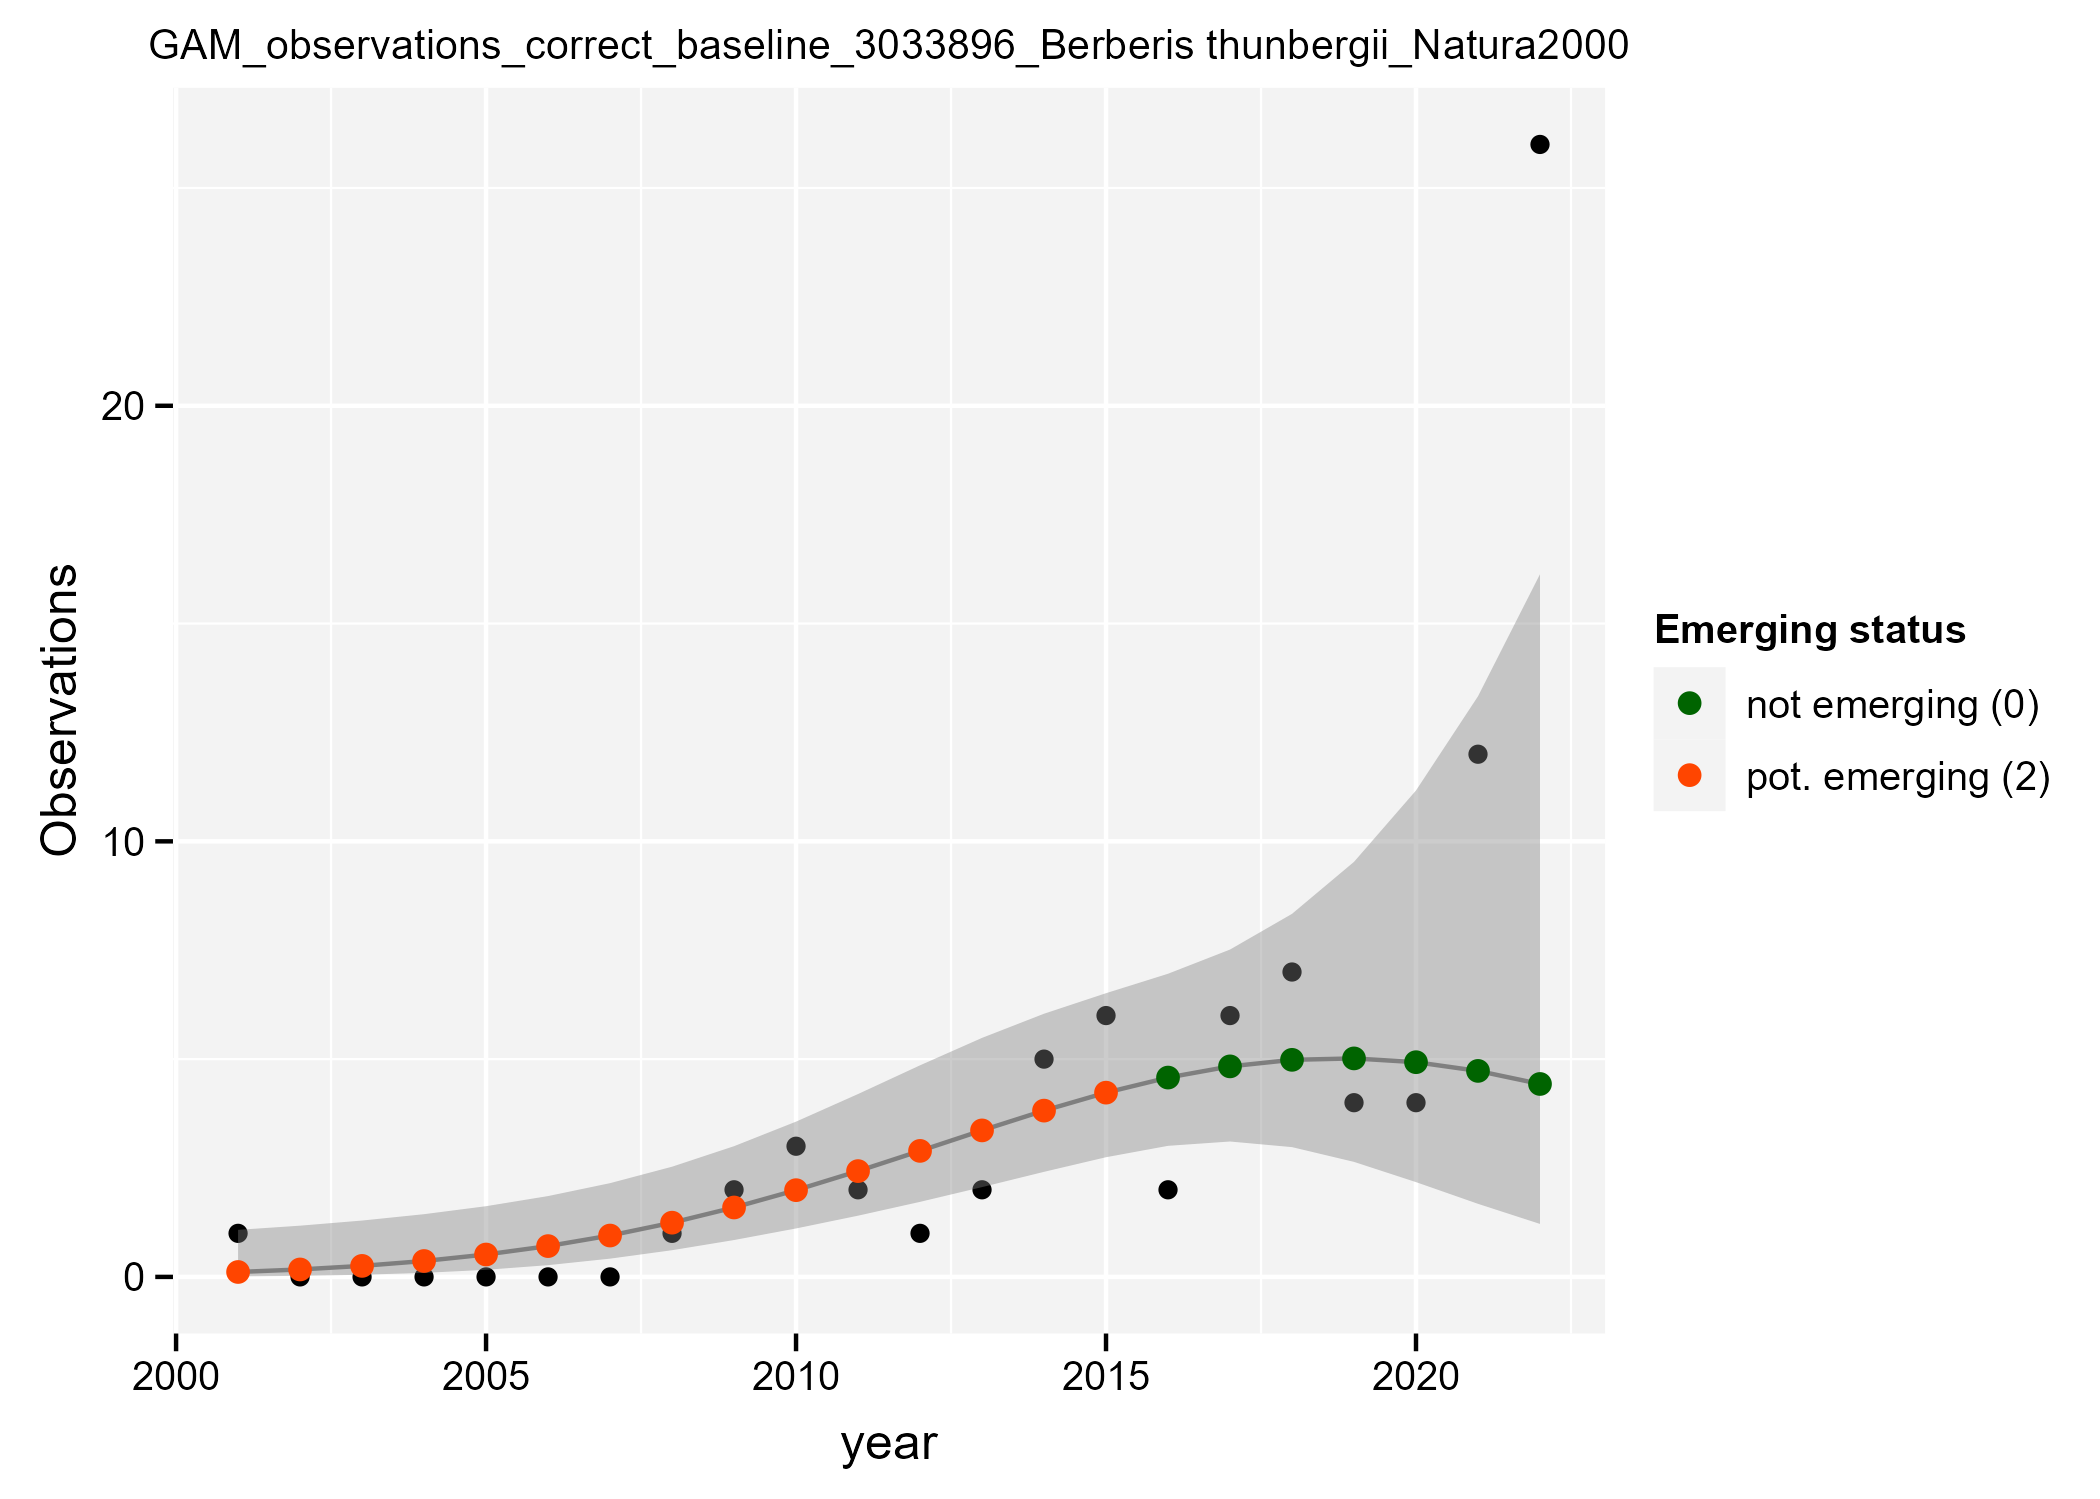 GAM_observations_correct_baseline_3033896_Berberis thunbergii_Natura2000
Observations
20
10
0
2000 2005 2010 2015 2020
year
Emerging status
not emerging (0)
pot. emerging (2)